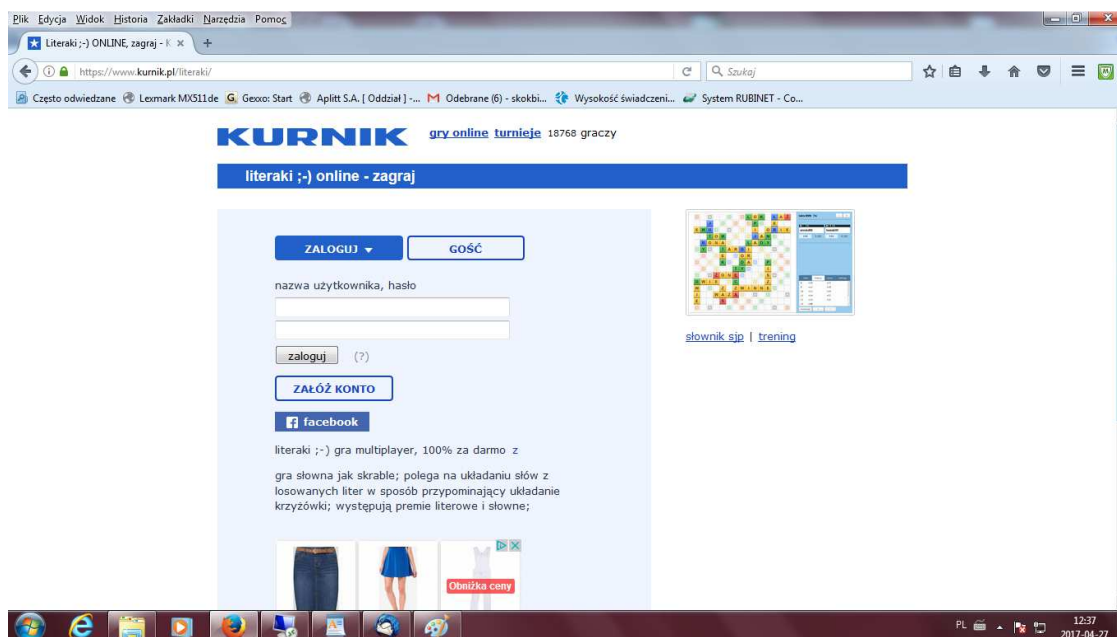 Plik Edycja Widok Historia Zakładki Narzędzia Pomoc
Literaki ;-) ONLINE, zagraj - K
https://www.kurnik.pl/literaki/
Szukaj
Często odwiedzane Lexmark MX511de Gexxo: Start Aplitt S.A. [ Oddział ] -... Odebrane (6) - skokbi... Wysokość świadczeni... System RUBINET - Co...
KURNIK gry online turnieje 18768 graczy
literaki ;-) online - zagraj
ZALOGUJ GOŚĆ
nazwa użytkownika, hasło
zaloguj (?)
ZAŁÓŻ KONTO
facebook
literaki ;-) gra multiplayer, 100% za darmo z
gra słowna jak skrable; polega na układaniu słów z
losowanych liter w sposób przypominający układanie
krzyżówki; występują premie literowe i słowne;
Obniżka ceny
słownik sjp | trening
PL 12:37
2017-04-27